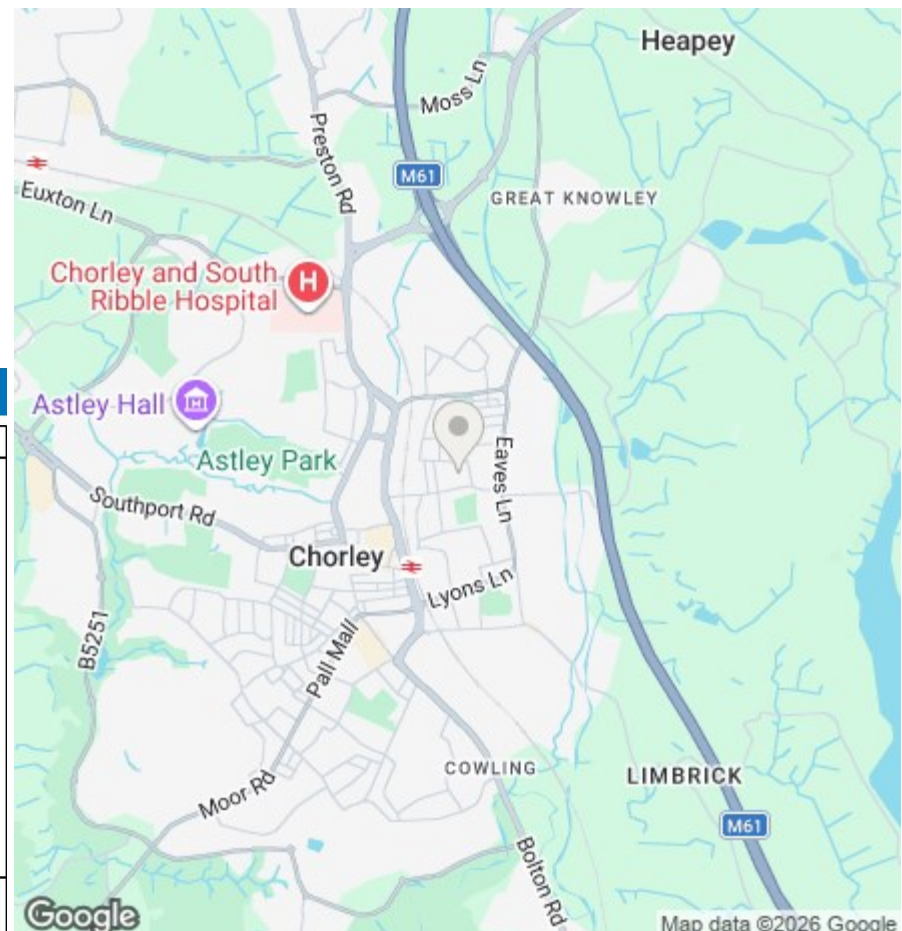 Heapey
Moss Ln
Preston Rd
M61
Euxton Ln
GREAT KNOWLEY
Chorley and South
Ribble Hospital
H
Astley Hall
Astley Park
Eaves Ln
Southport Rd
Chorley
Lyons Ln
B5251
Pall Mall
COWLING
LIMBRICK
Moor Rd
M61
Bolton Rd
Google
Map data ©2026 Google